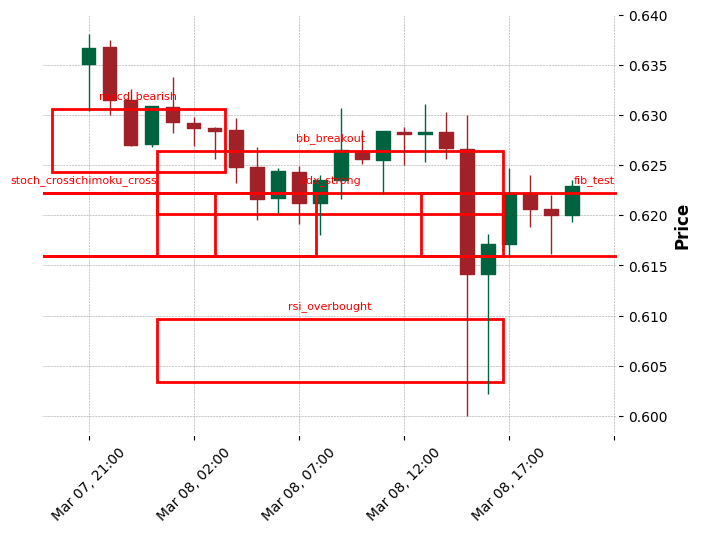 0.640
0.635
macd_bearish
0.630
bb_breakout
0.625
ichimoku_cross
fib_test
0.620
Price
0.615
rsi_overbought
0.610
0.605
0.600
Mar 07, 21:00
Mar 08, 02:00
Mar 08, 07:00
Mar 08, 12:00
Mar 08, 17:00